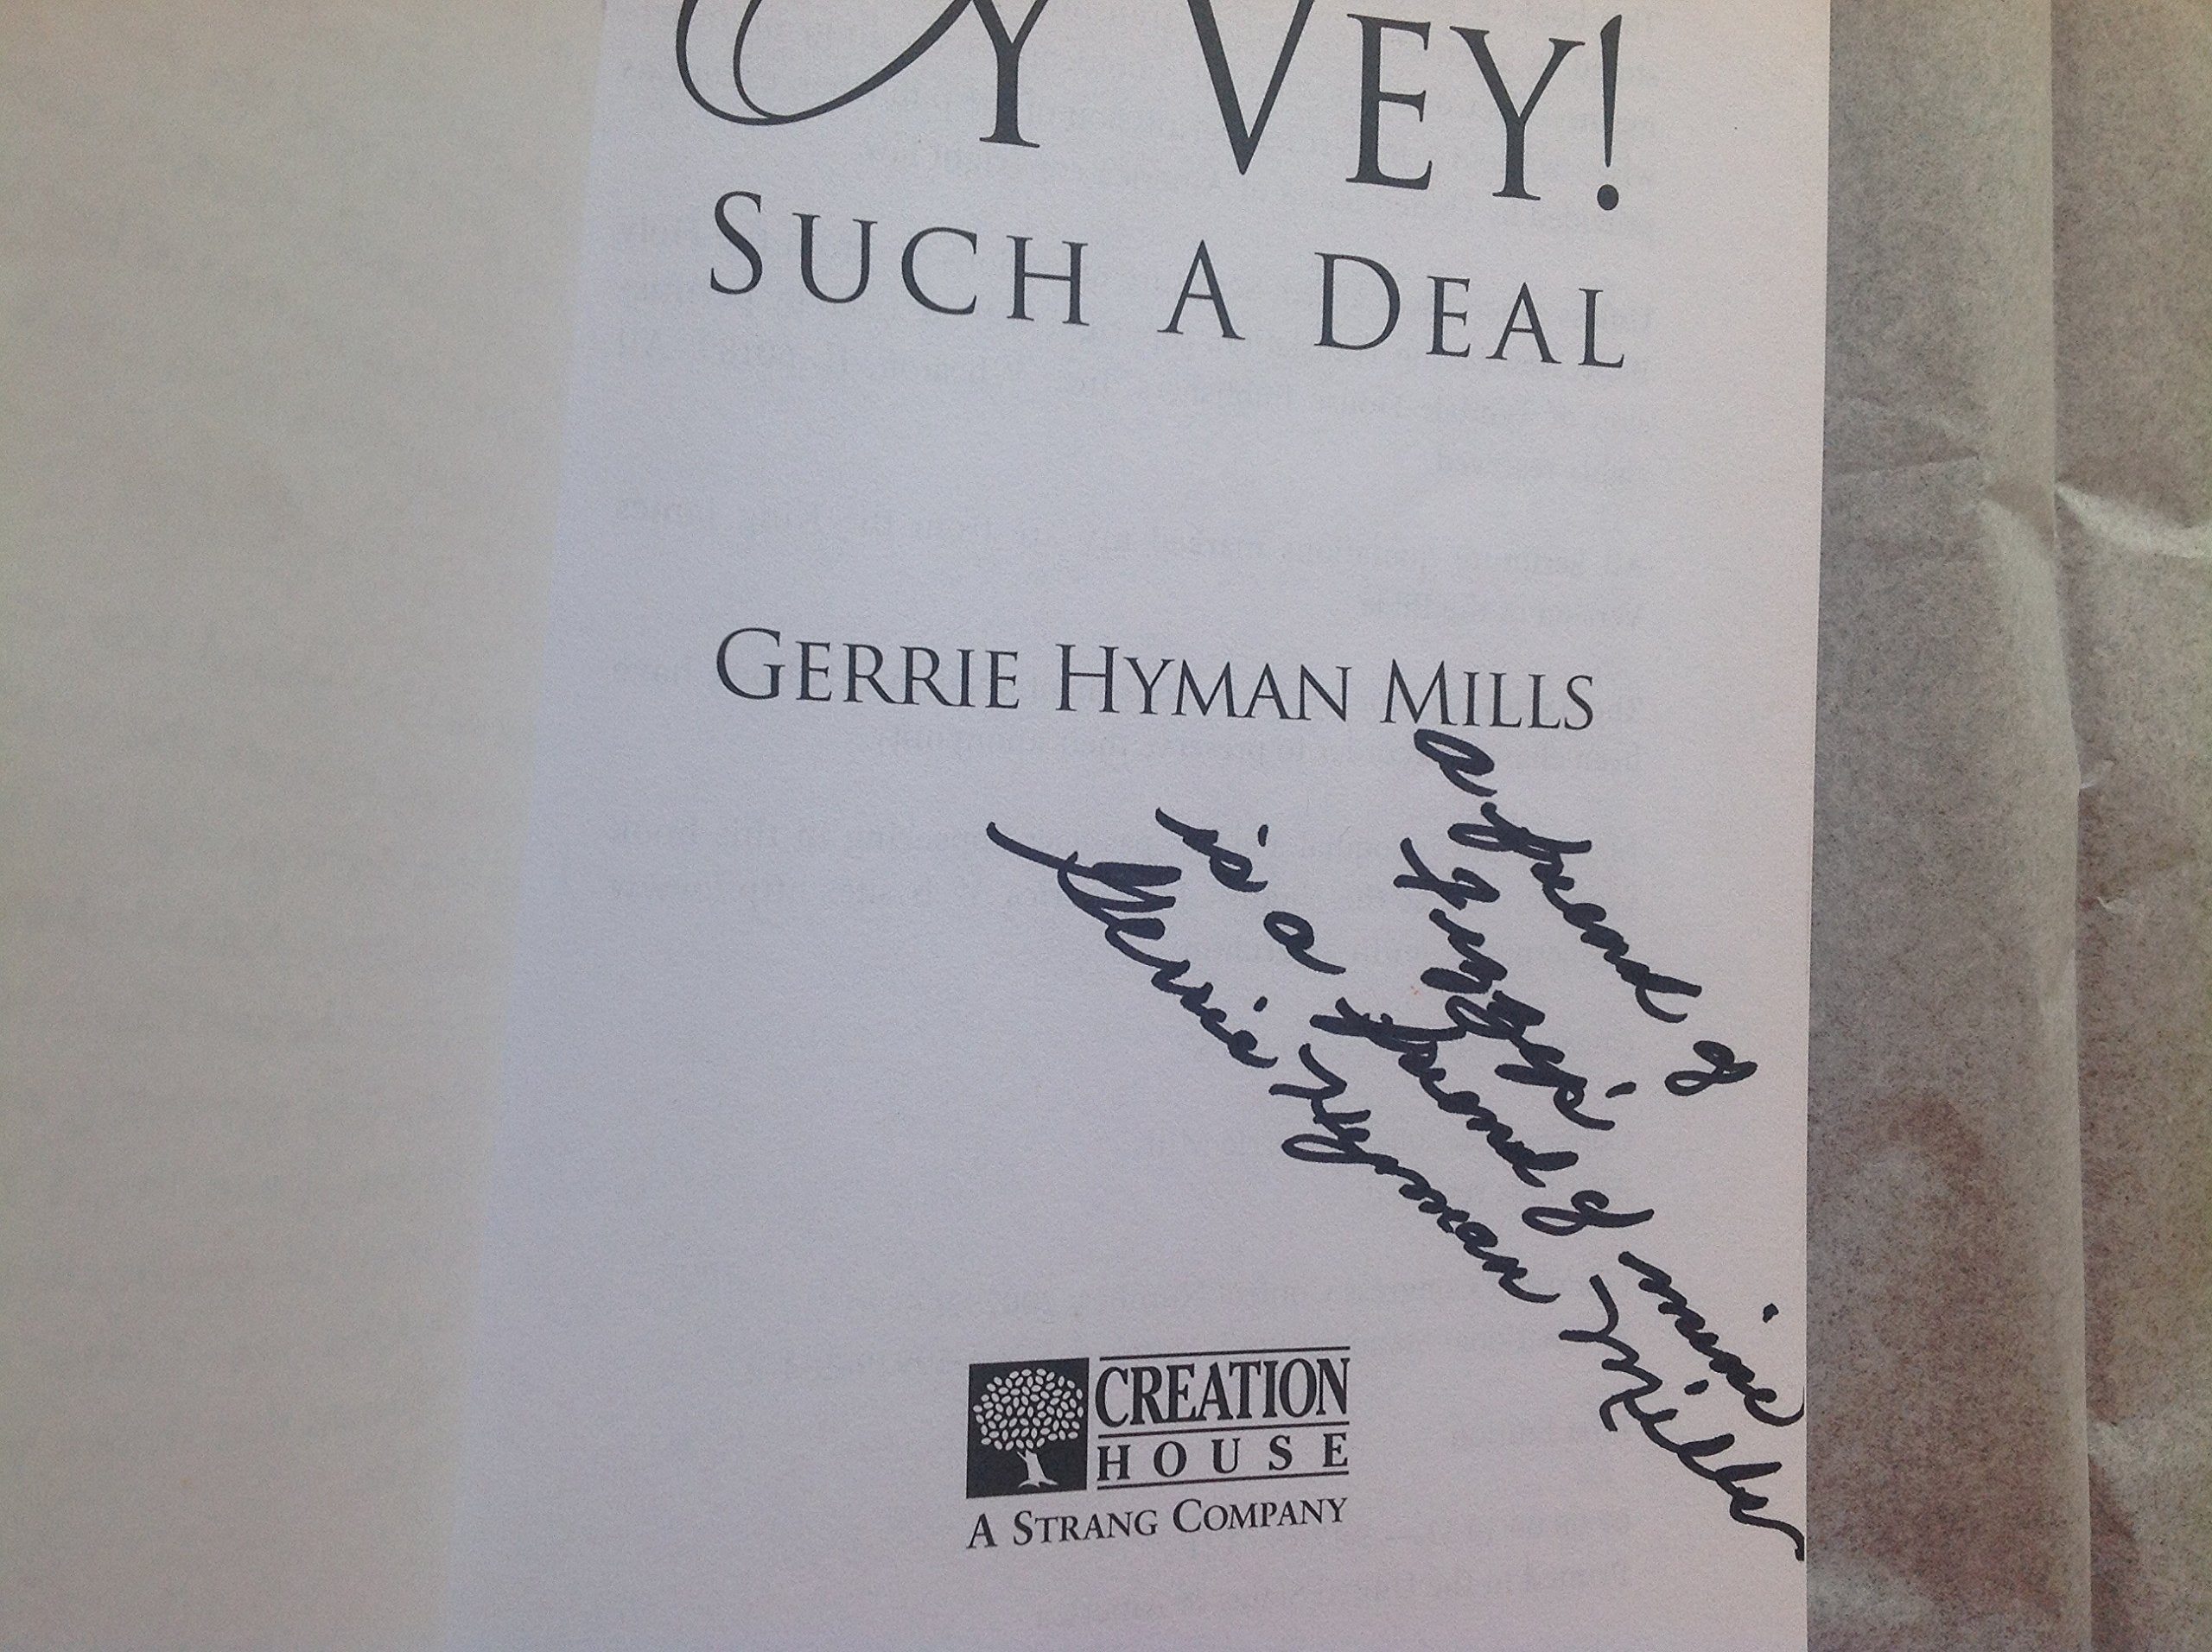 OY VEY!
SUCH A DEAL
GERRIE HYMAN MILLS
a friend of
is a friend of mine
Gerrie Hyman Mills
CREATION
HOUSE
A STRANG COMPANY